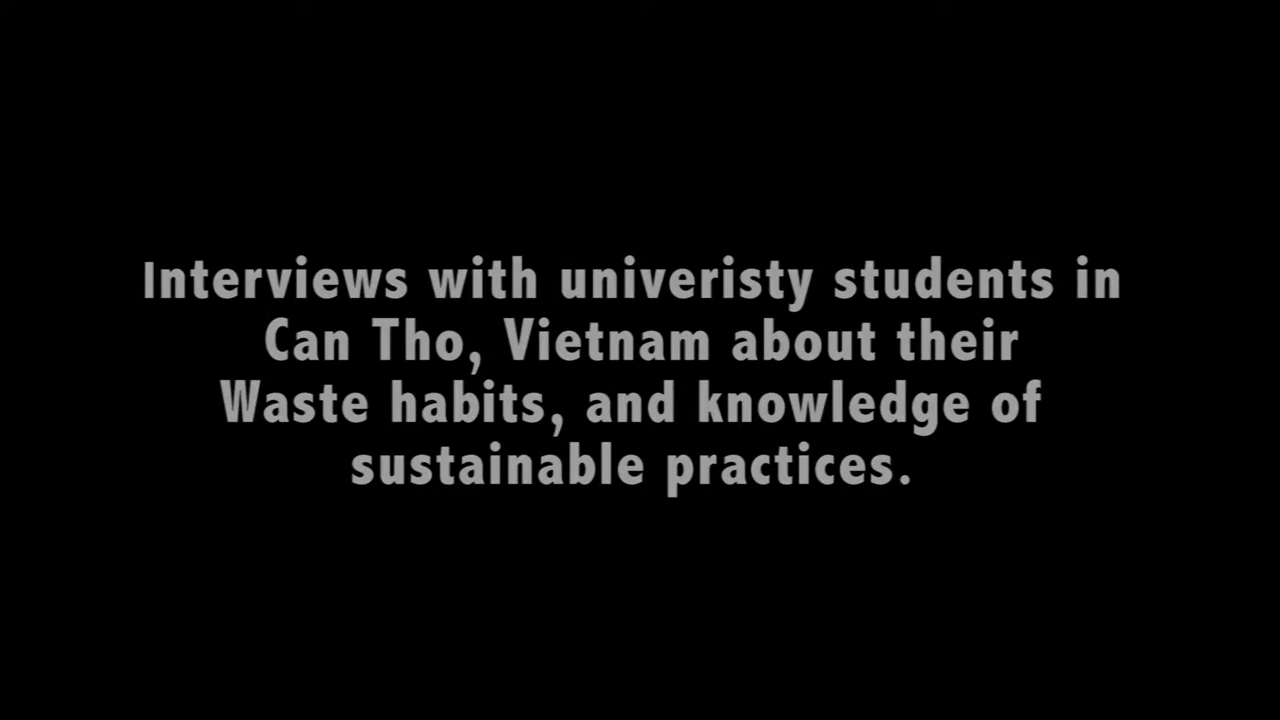 Interviews with univeristy students in
Can Tho, Vietnam about their
Waste habits, and knowledge of
sustainable practices.